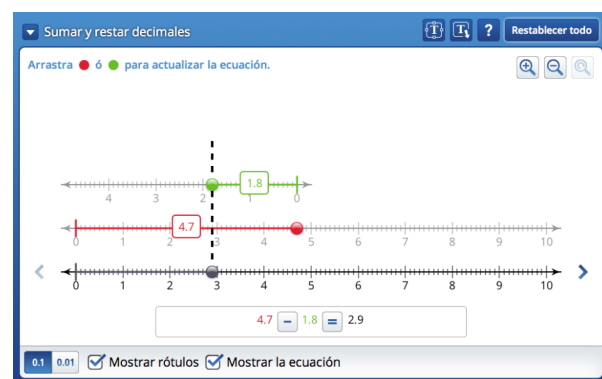 Sumar y restar decimales T T ? Restablecer todo
Arrastra ó para actualizar la ecuación.
1.8
4 3 2 1 0
4.7
0 1 2 3 4 5 6 7 8 9 10
0 1 2 3 4 5 6 7 8 9 10
4.7 − 1.8 = 2.9
0.1 0.01 Mostrar rótulos Mostrar la ecuación